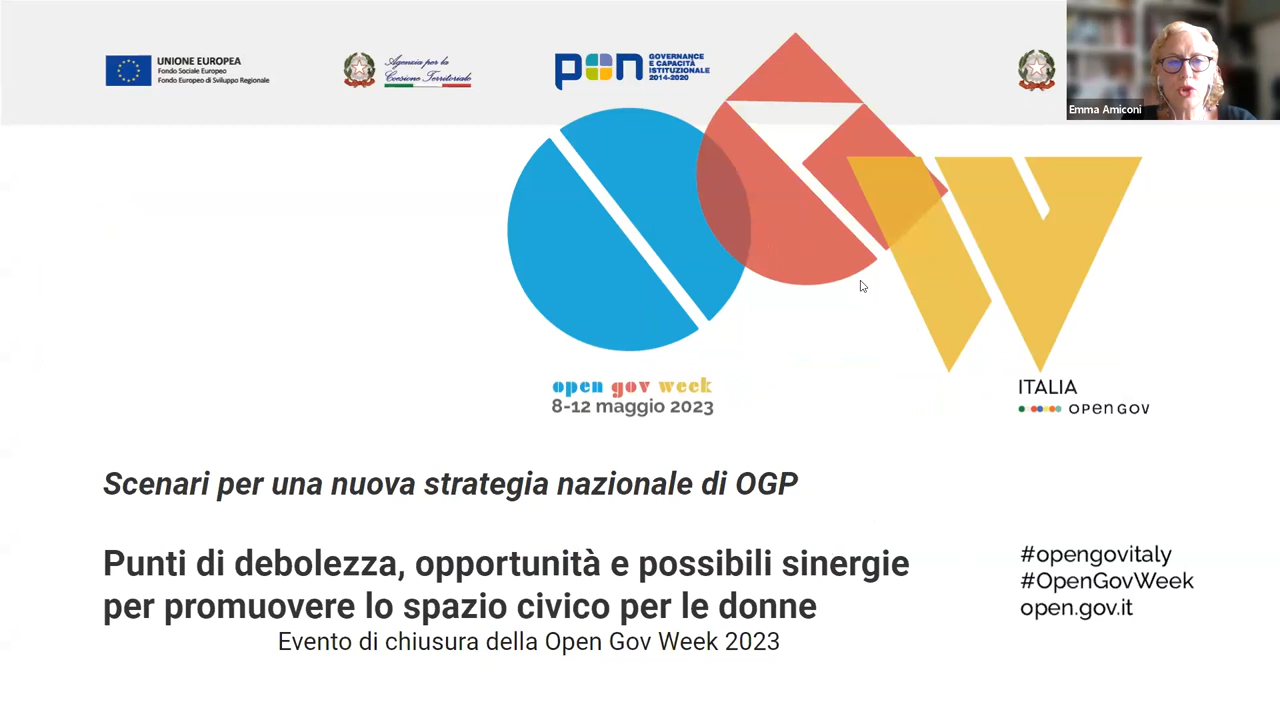 UNIONE EUROPEA
Fondo Sociale Europeo
Fondo Europeo di Sviluppo Regionale
Agenzia per la
Coesione Territoriale
pon
GOVERNANCE
E CAPACITÀ
ISTITUZIONALE
2014-2020
Emma Amiconi
open gov week
8-12 maggio 2023
ITALIA
OPEN GOV
Scenari per una nuova strategia nazionale di OGP
Punti di debolezza, opportunità e possibili sinergie
per promuovere lo spazio civico per le donne
Evento di chiusura della Open Gov Week 2023
#opengovitaly
#OpenGovWeek
open.gov.it